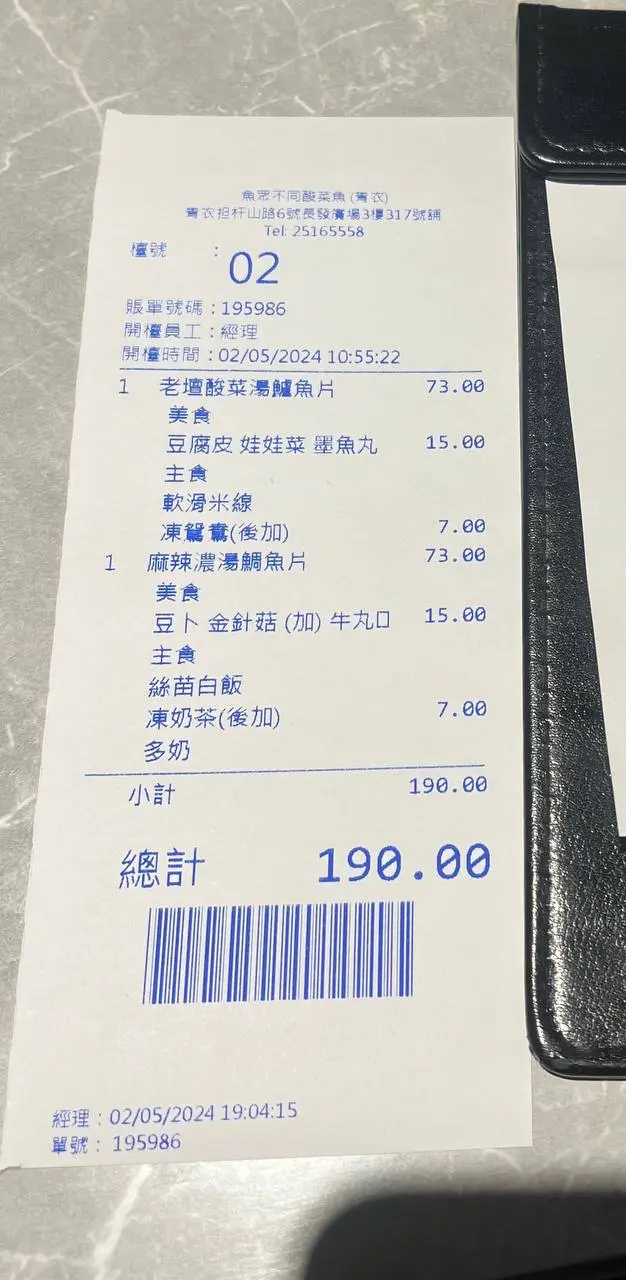 魚眾不同酸菜魚 (青衣)
青衣担杆山路6號長發廣場3樓317號舖
Tel: 25165558
檯號 : 02
賬單號碼 : 195986
開檯員工 : 經理
開檯時間 : 02/05/2024 10:55:22
1 老壇酸菜湯鱸魚片 73.00
美食
豆腐皮 娃娃菜 墨魚丸 15.00
主食
軟滑米線
凍鴛鴦(後加) 7.00
1 麻辣濃湯鯛魚片 73.00
美食
豆卜 金針菇 (加) 牛丸口 15.00
主食
絲苗白飯
凍奶茶(後加) 7.00
多奶
小計 190.00
總計 190.00
經理 : 02/05/2024 19:04:15
單號 : 195986